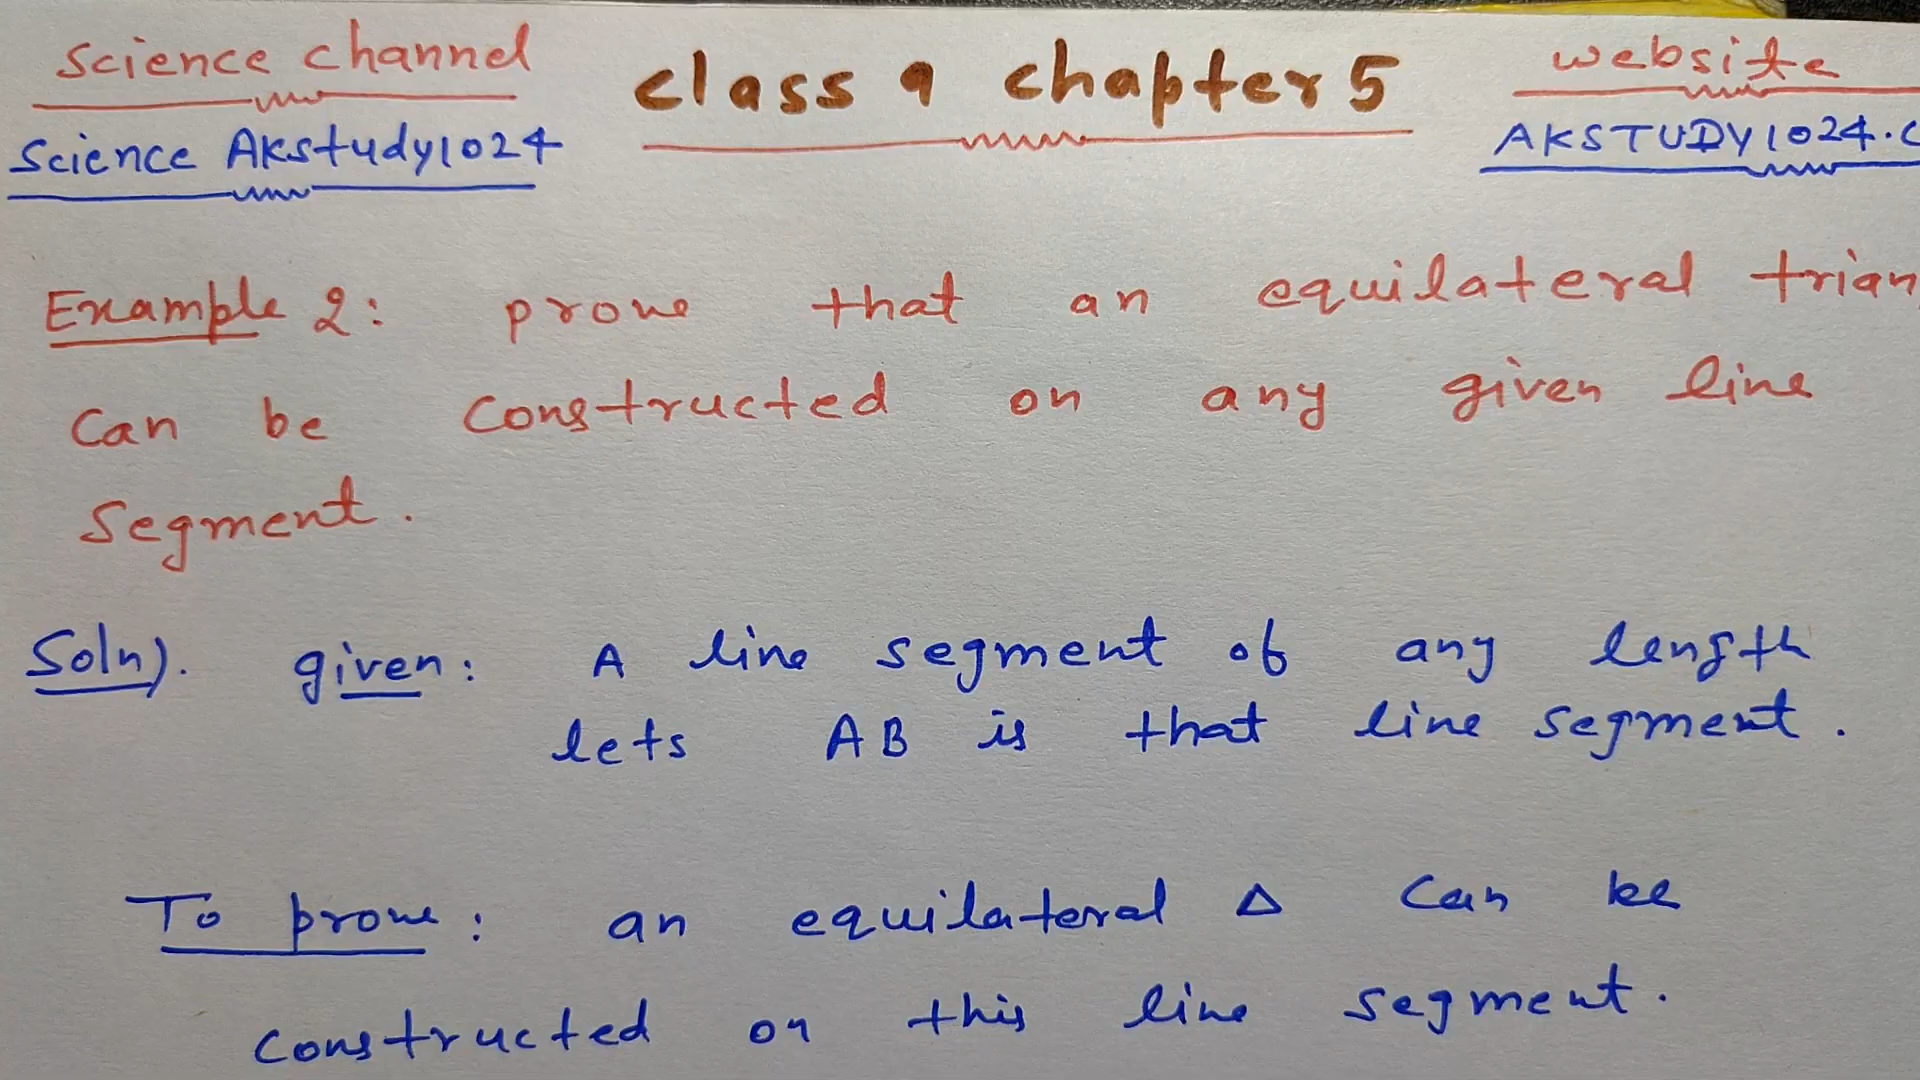 Science channel
class 9 chapter 5
website
Science AKstudy1024
AKSTUDY1024.C
Example 2: prove that an equilateral trian
can be constructed on any given line
segment.
Soln). given: A line segment of any length
lets AB is that line segment.
To prove: an equilateral Δ can be
constructed on this line segment.